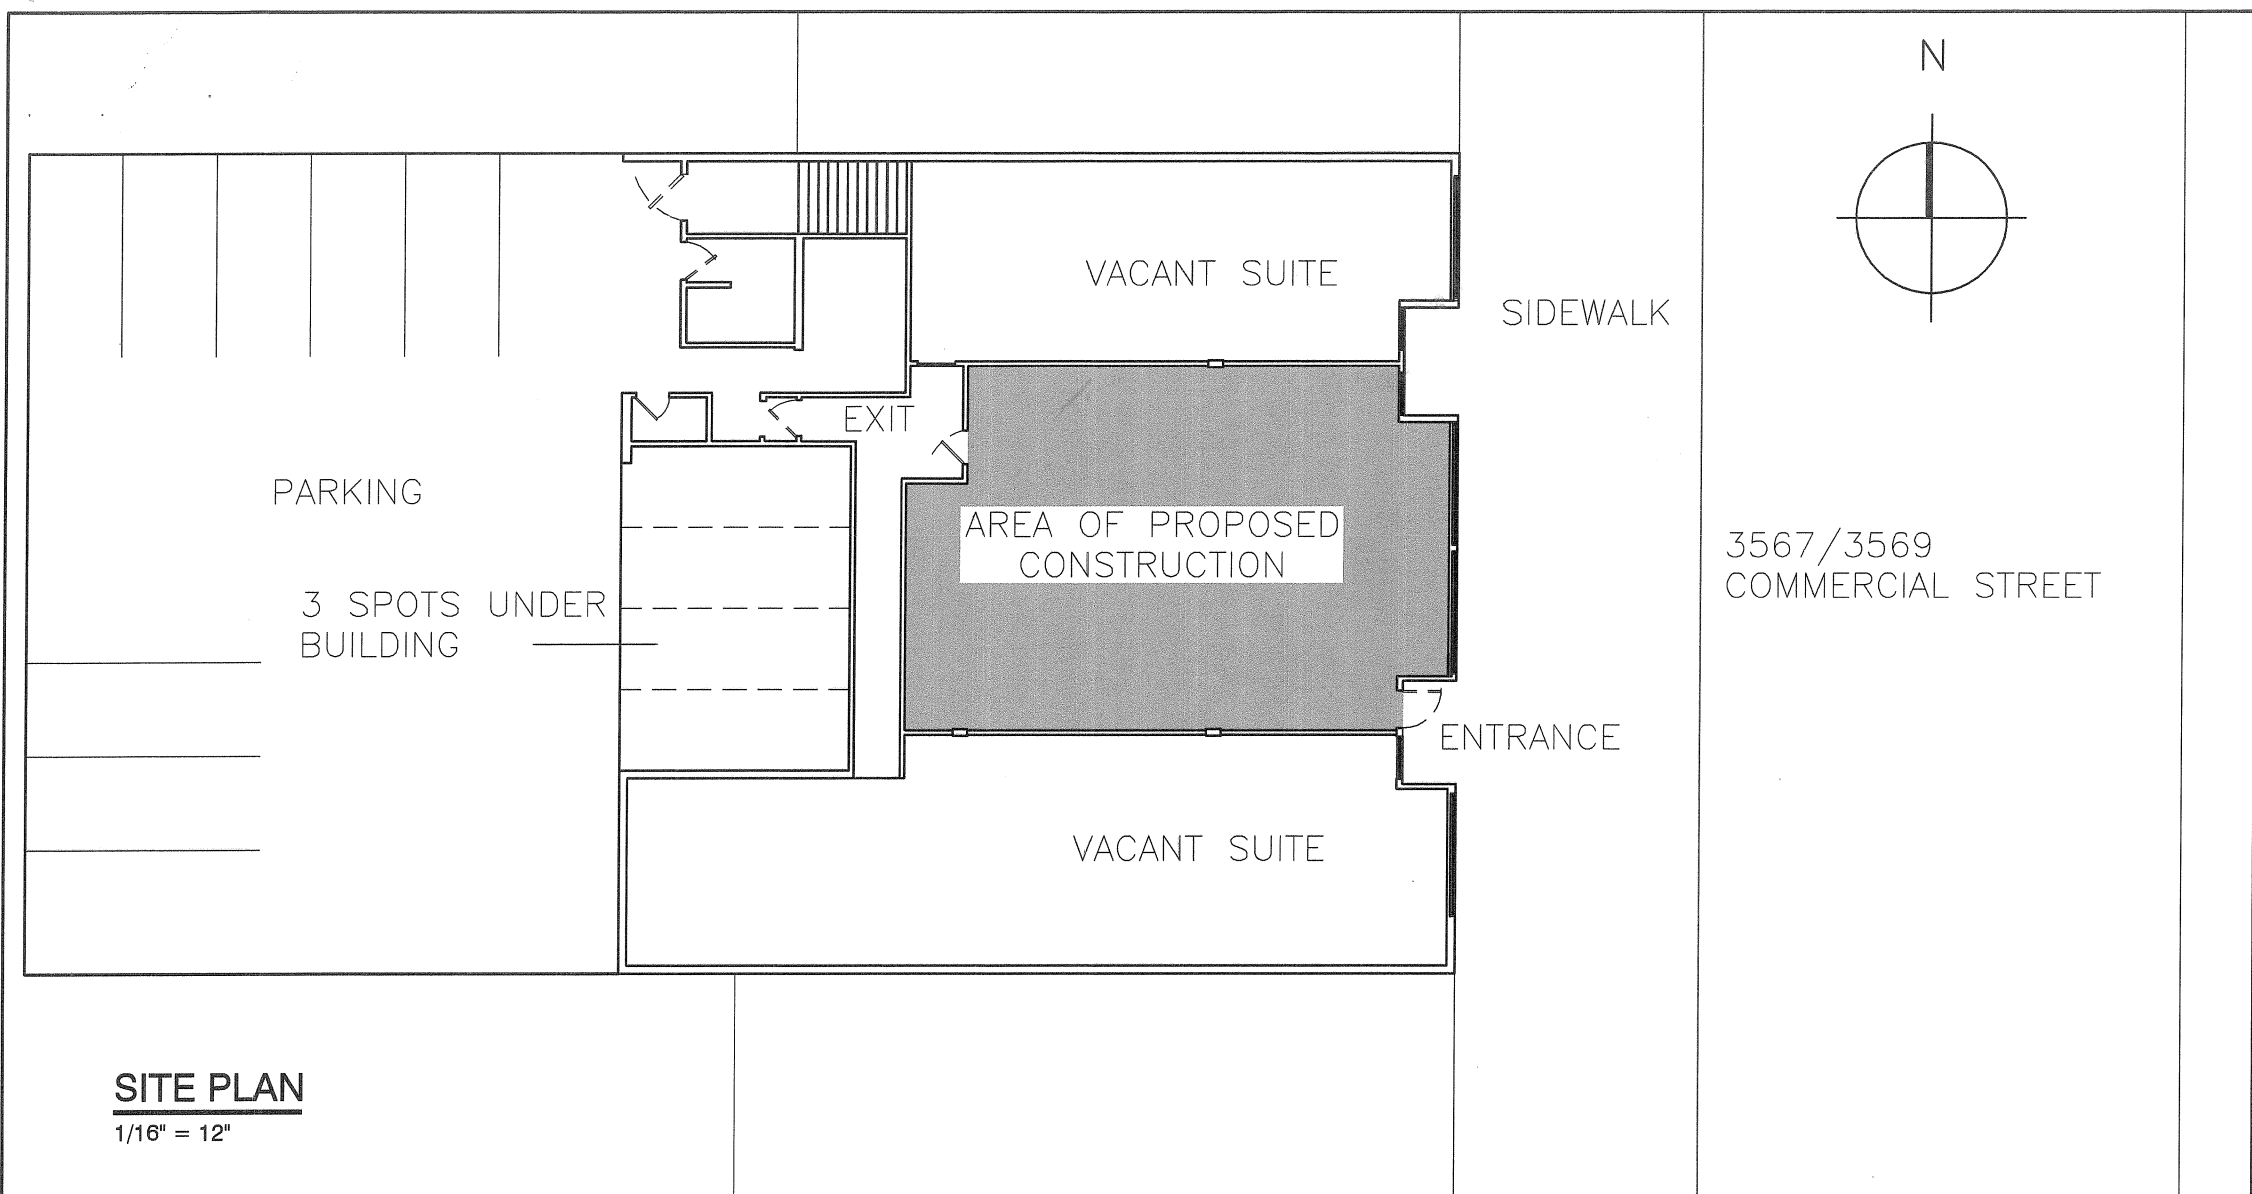 N
VACANT SUITE
SIDEWALK
EXIT
PARKING
AREA OF PROPOSED
CONSTRUCTION
3567/3569
COMMERCIAL STREET
3 SPOTS UNDER
BUILDING
ENTRANCE
VACANT SUITE
SITE PLAN
1/16" = 12"